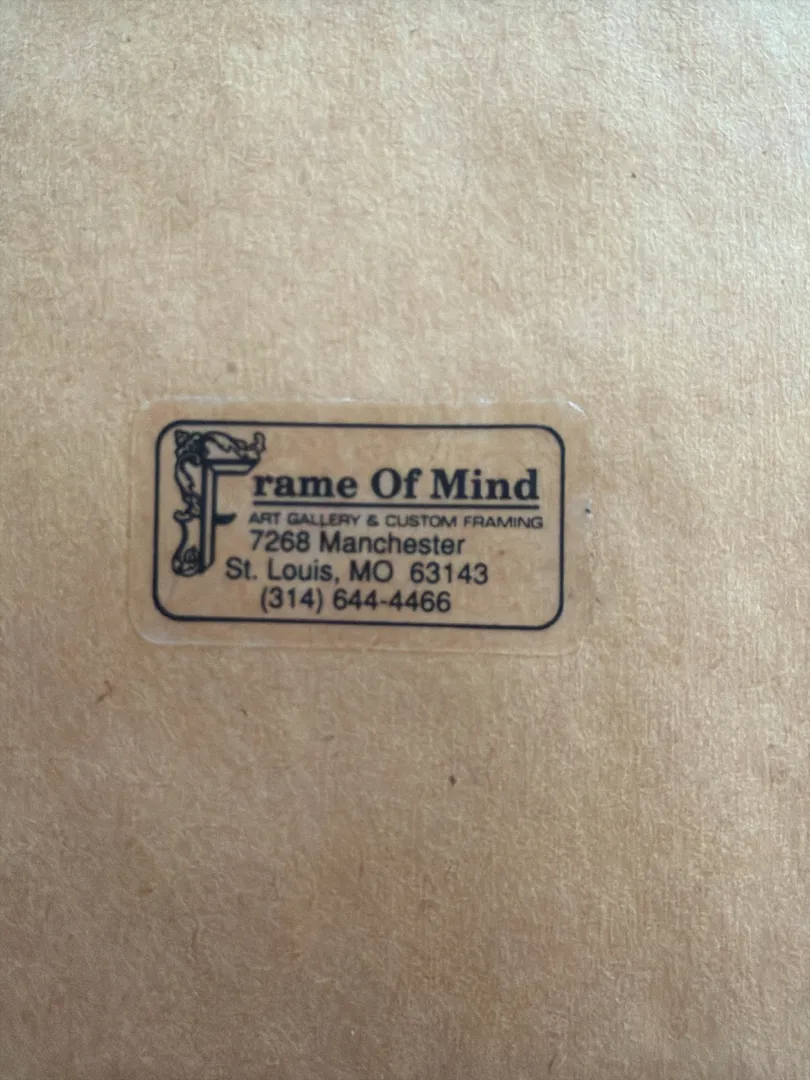 Frame Of Mind
ART GALLERY & CUSTOM FRAMING
7268 Manchester
St. Louis, MO 63143
(314) 644-4466